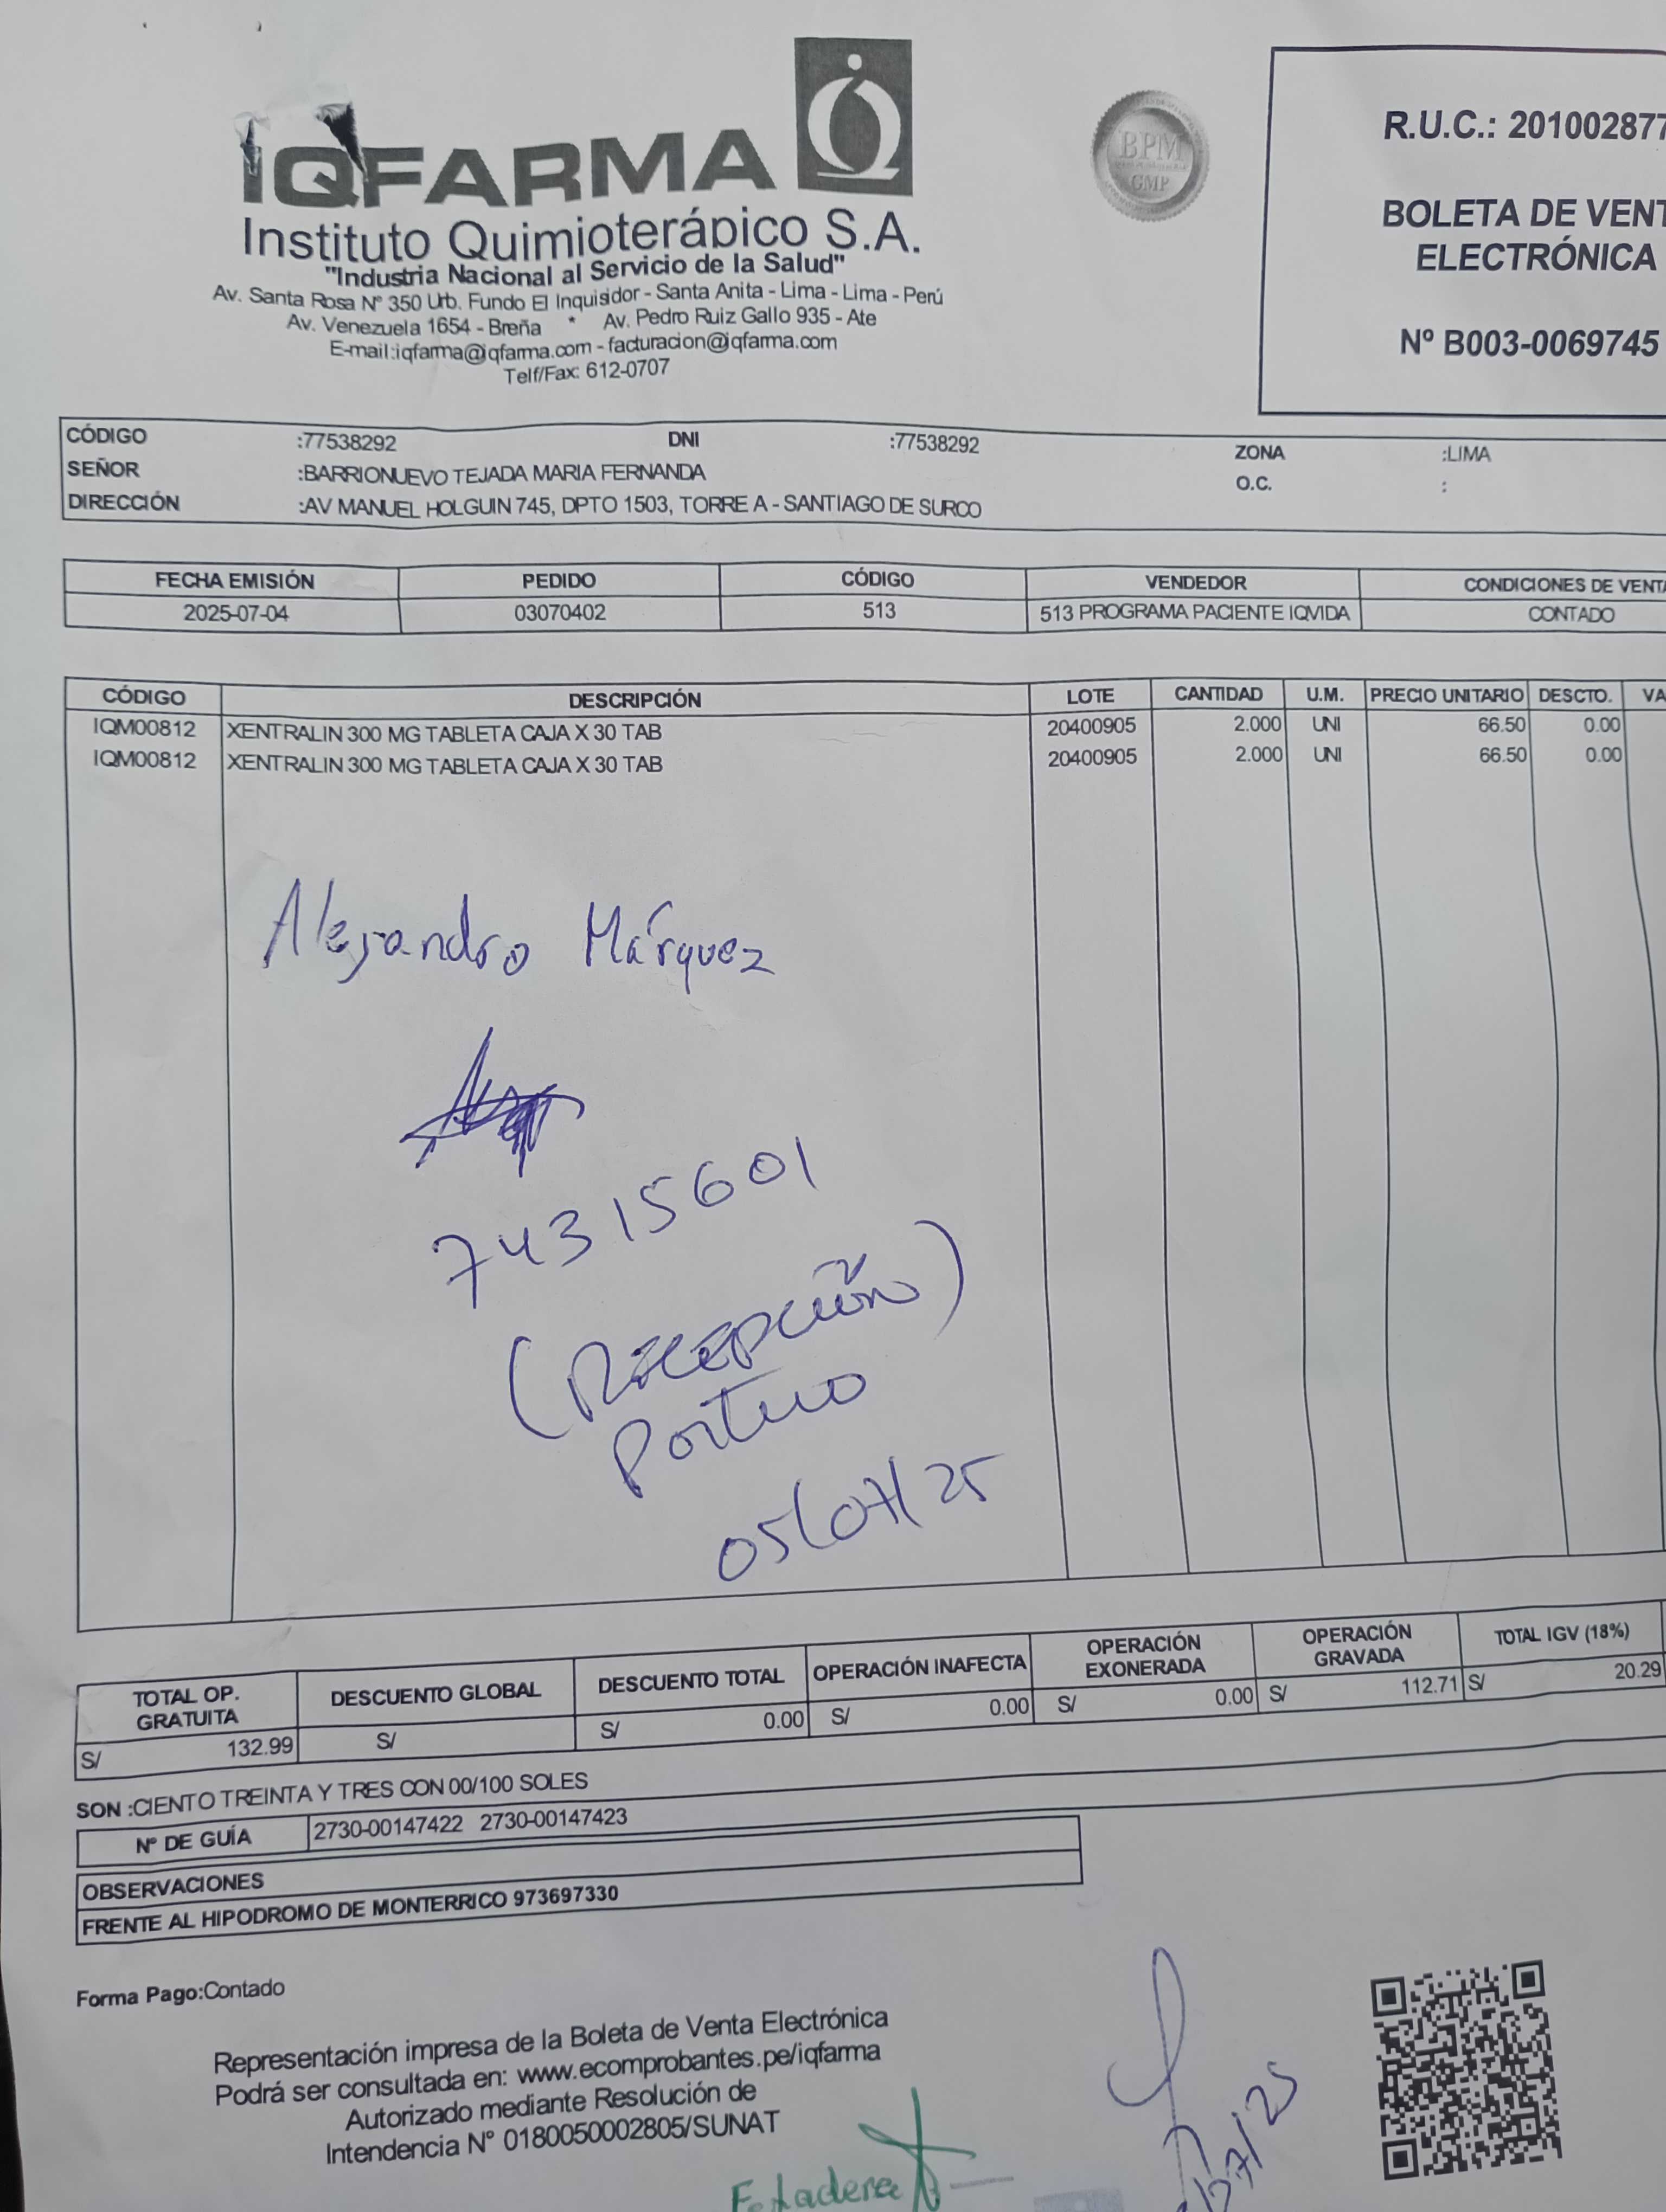 IQFARMA
Instituto Quimioterápico S.A.
"Industria Nacional al Servicio de la Salud"
Av. Santa Rosa Nº 350 Urb. Fundo El Inquisidor - Santa Anita - Lima - Lima - Perú
Av. Venezuela 1654 - Breña * Av. Pedro Ruiz Gallo 935 - Ate
E-mail:iqfarma@iqfarma.com - facturacion@iqfarma.com
Telf/Fax: 612-0707
BPM
GMP
R.U.C.: 201002877
BOLETA DE VENT
ELECTRÓNICA
Nº B003-0069745
CÓDIGO :77538292 DNI :77538292 ZONA :LIMA
SEÑOR :BARRIONUEVO TEJADA MARIA FERNANDA O.C. :
DIRECCIÓN :AV MANUEL HOLGUIN 745, DPTO 1503, TORRE A - SANTIAGO DE SURCO
FECHA EMISIÓN PEDIDO CÓDIGO VENDEDOR CONDICIONES DE VENTA
2025-07-04 03070402 513 513 PROGRAMA PACIENTE IQVIDA CONTADO
CÓDIGO DESCRIPCIÓN LOTE CANTIDAD U.M. PRECIO UNITARIO DESCTO. VA
IQM00812 XENTRALIN 300 MG TABLETA CAJA X 30 TAB 20400905 2.000 UNI 66.50 0.00
IQM00812 XENTRALIN 300 MG TABLETA CAJA X 30 TAB 20400905 2.000 UNI 66.50 0.00
Alejandro Márquez
74315601
(Recepción)
Portero
05/07/25
TOTAL OP. GRATUITA DESCUENTO GLOBAL DESCUENTO TOTAL OPERACIÓN INAFECTA OPERACIÓN EXONERADA OPERACIÓN GRAVADA TOTAL IGV (18%)
S/ 132.99 S/ S/ 0.00 S/ 0.00 S/ 0.00 S/ 112.71 S/ 20.29
SON :CIENTO TREINTA Y TRES CON 00/100 SOLES
Nº DE GUÍA 2730-00147422 2730-00147423
OBSERVACIONES
FRENTE AL HIPODROMO DE MONTERRICO 973697330
Forma Pago:Contado
Representación impresa de la Boleta de Venta Electrónica
Podrá ser consultada en: www.ecomprobantes.pe/iqfarma
Autorizado mediante Resolución de
Intendencia Nº 0180050002805/SUNAT